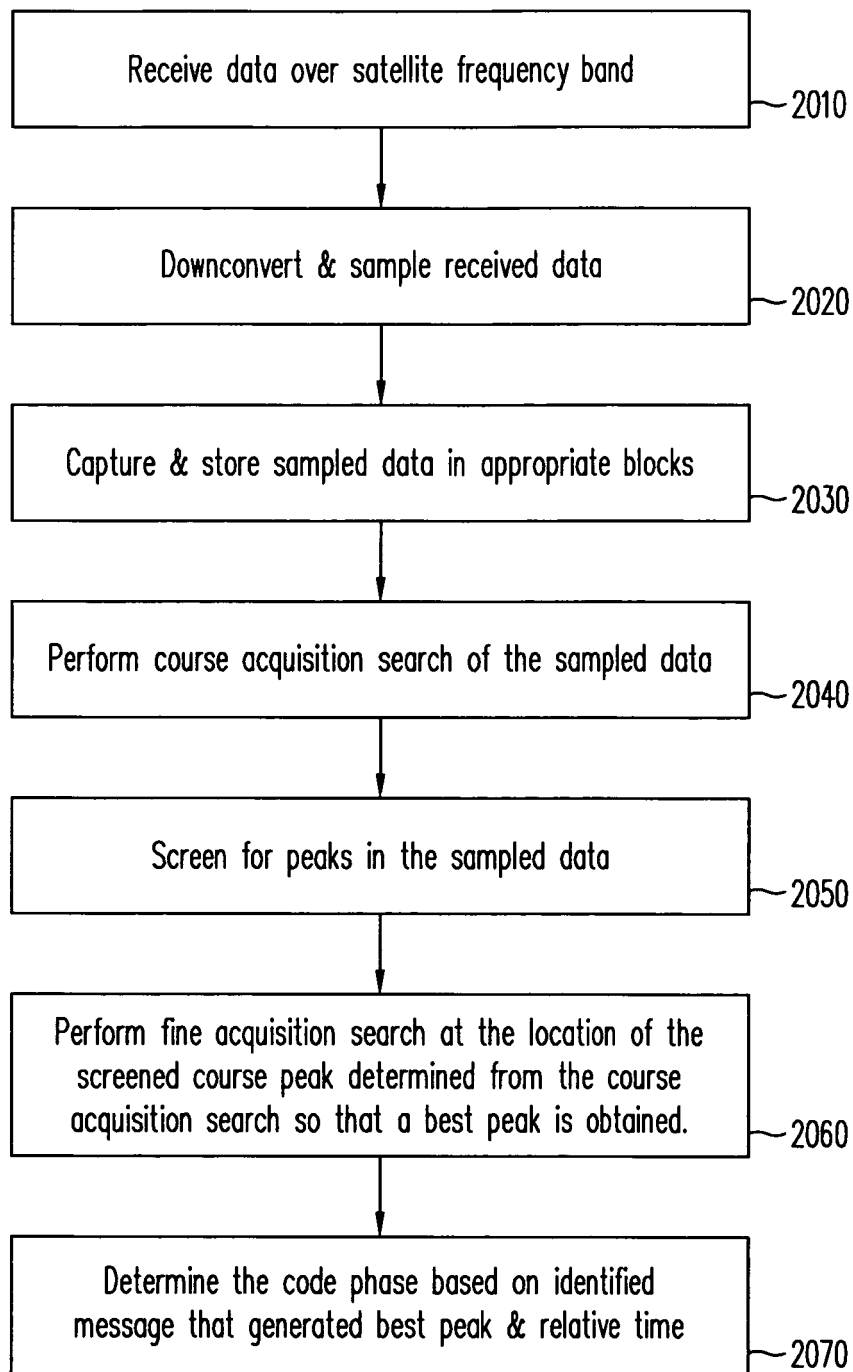 Receive data over satellite frequency band
2010
Downconvert & sample received data
2020
Capture & store sampled data in appropriate blocks
2030
Perform course acquisition search of the sampled data
2040
Screen for peaks in the sampled data
2050
Perform fine acquisition search at the location of the
screened course peak determined from the course
acquisition search so that a best peak is obtained.
2060
Determine the code phase based on identified
message that generated best peak & relative time
2070